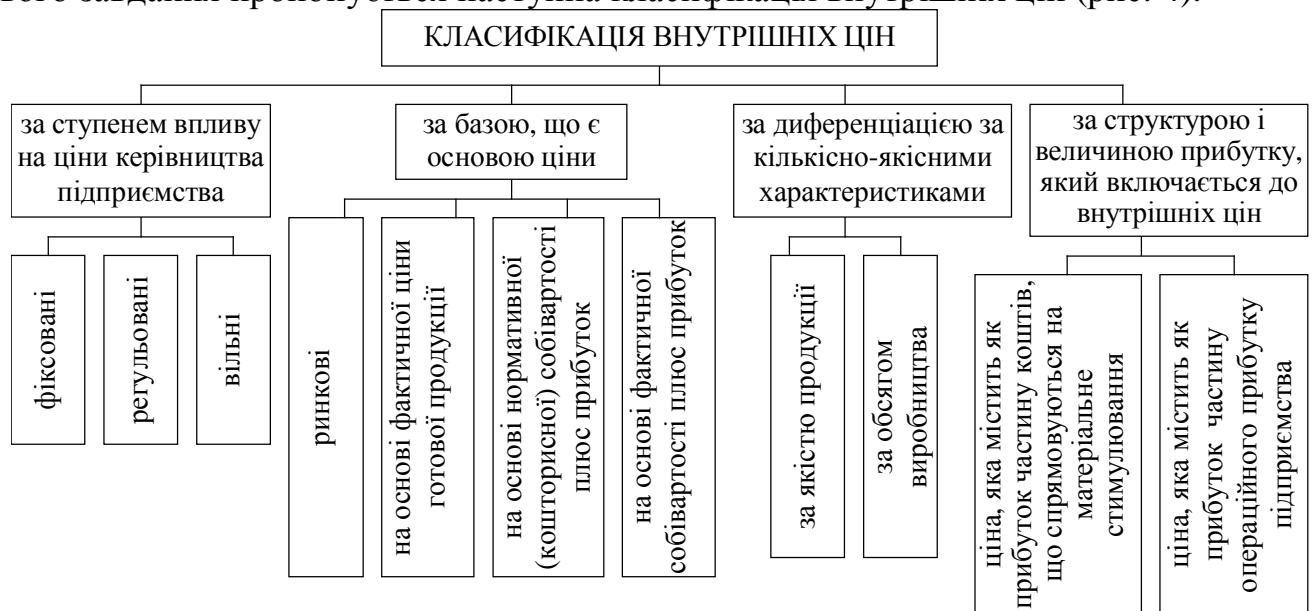 КЛАСИФІКАЦІЯ ВНУТРІШНІХ ЦІН
за ступенем впливу
на ціни керівництва
підприємства
за базою, що є
основою ціни
за диференціацією за
кількісно-якісними
характеристиками
за структурою і
величиною прибутку,
який включається до
внутрішніх цін
фіксовані
регульовані
вільні
ринкові
на основі фактичної ціни
готової продукції
на основі нормативної
(кошторисної) собівартості
плюс прибуток
на основі фактичної
собівартості плюс прибуток
за якістю продукції
за обсягом
виробництва
ціна, яка містить як
прибуток частину коштів,
що спрямовуються на
матеріальне
стимулювання
ціна, яка містить як
прибуток частину
операційного прибутку
підприємства